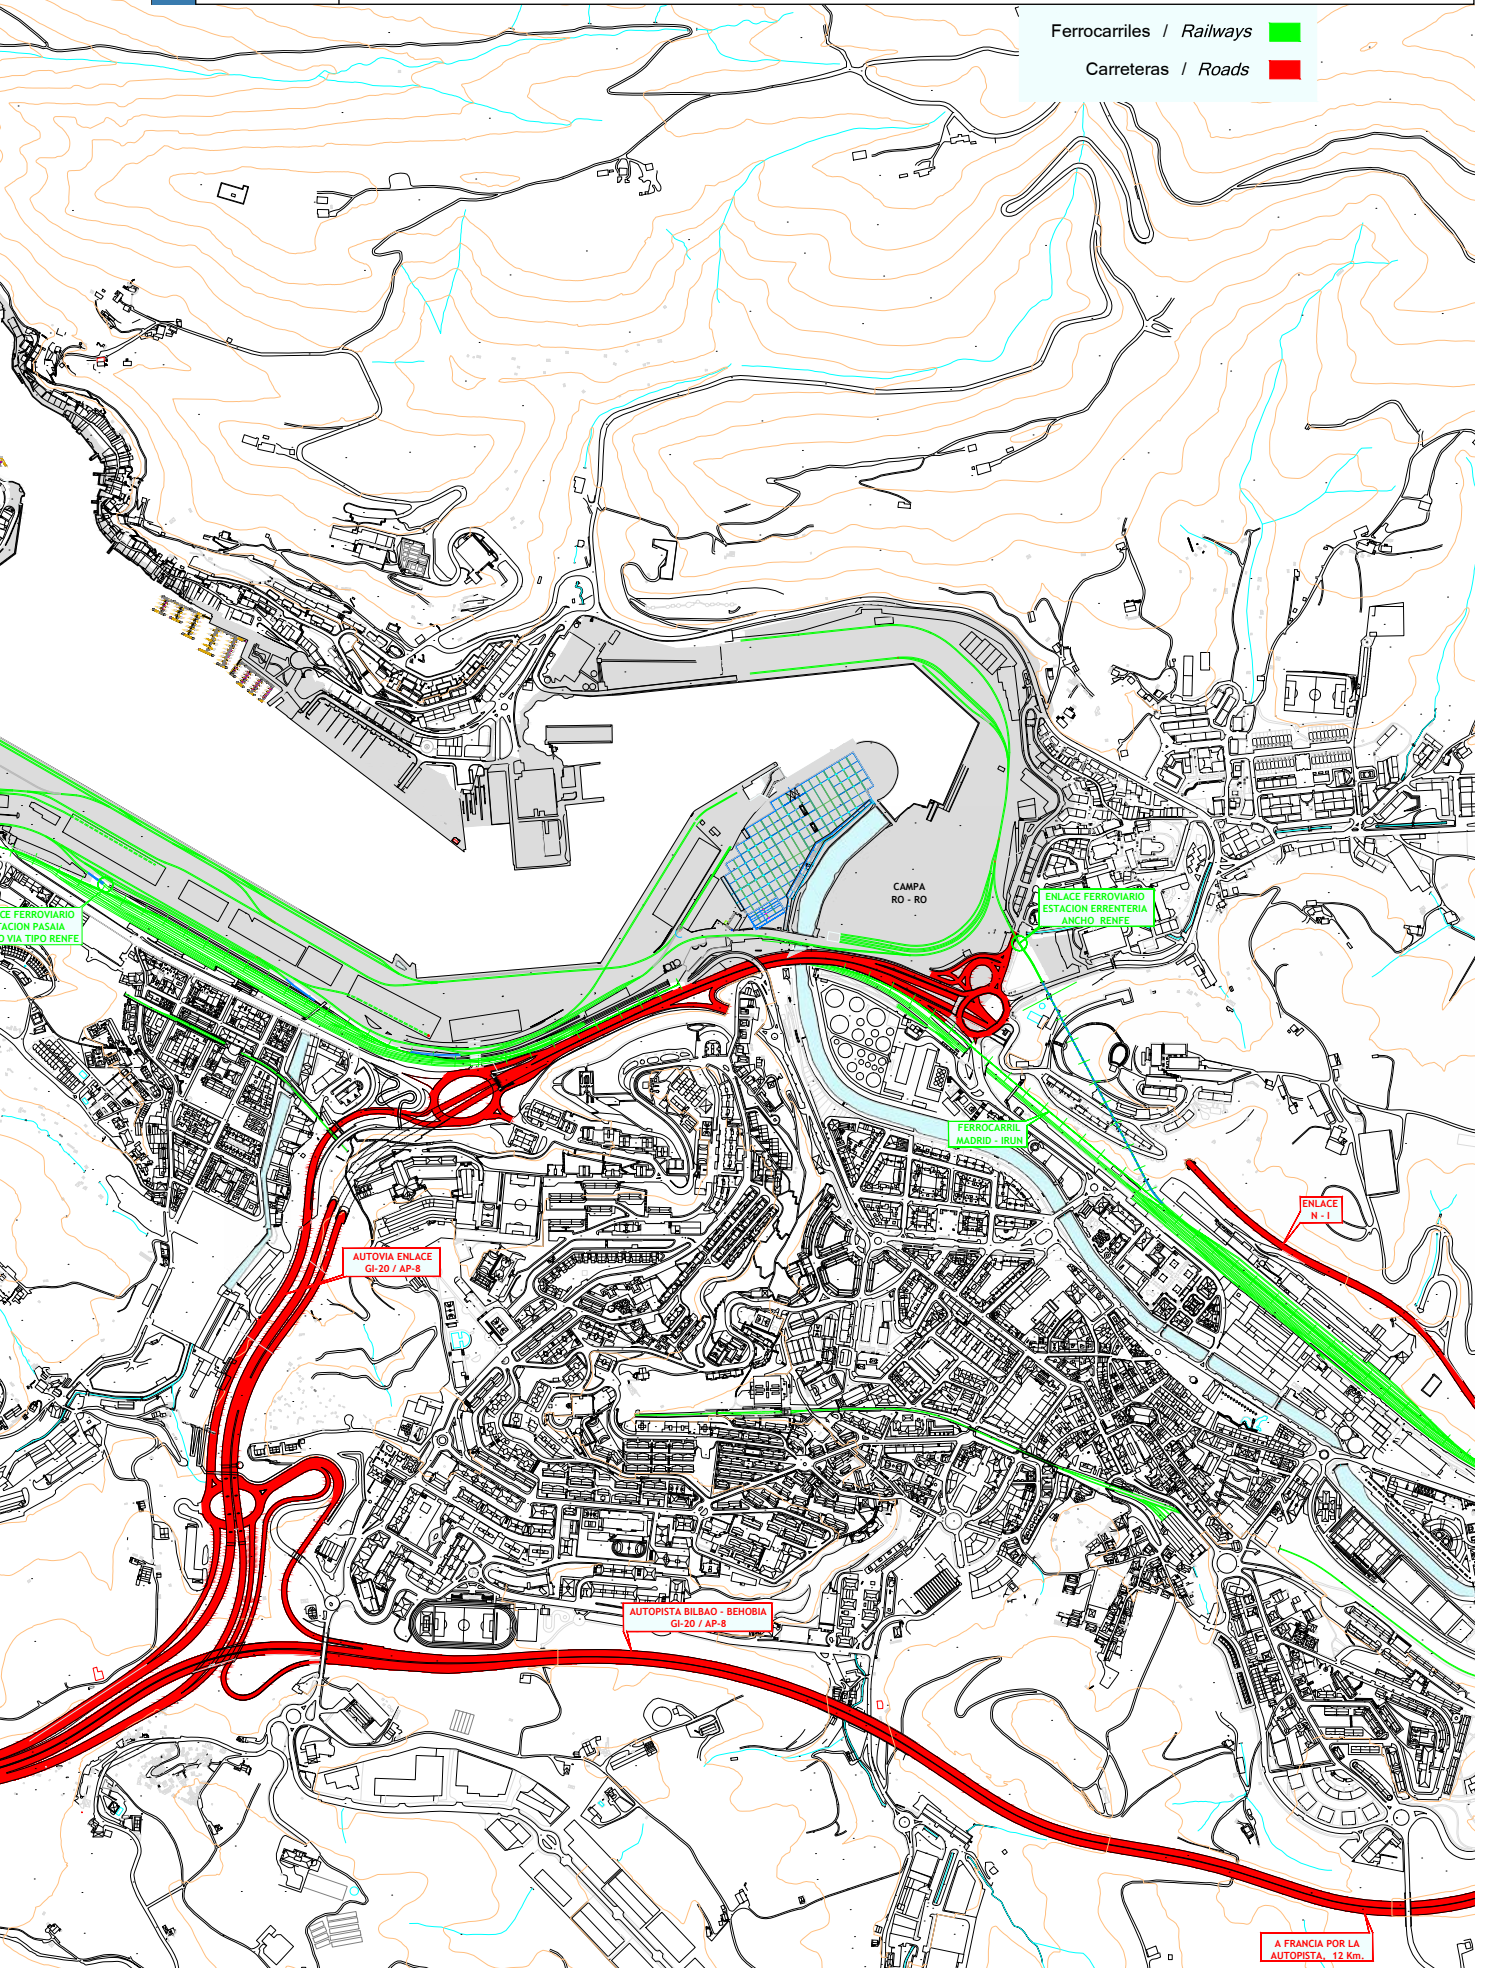 Ferrocarriles / Railways
Carreteras / Roads
CAMPA
RO - RO
ENLACE FERROVIARIO
ESTACION ERRENTERIA
ANCHO RENFE
CE FERROVIARIO
TACION PASAIA
O VIA TIPO RENFE
FERROCARRIL
MADRID - IRUN
ENLACE
N - I
AUTOVIA ENLACE
GI-20 / AP-8
AUTOPISTA BILBAO - BEHOBIA
GI-20 / AP-8
A FRANCIA POR LA
AUTOPISTA, 12 Km.